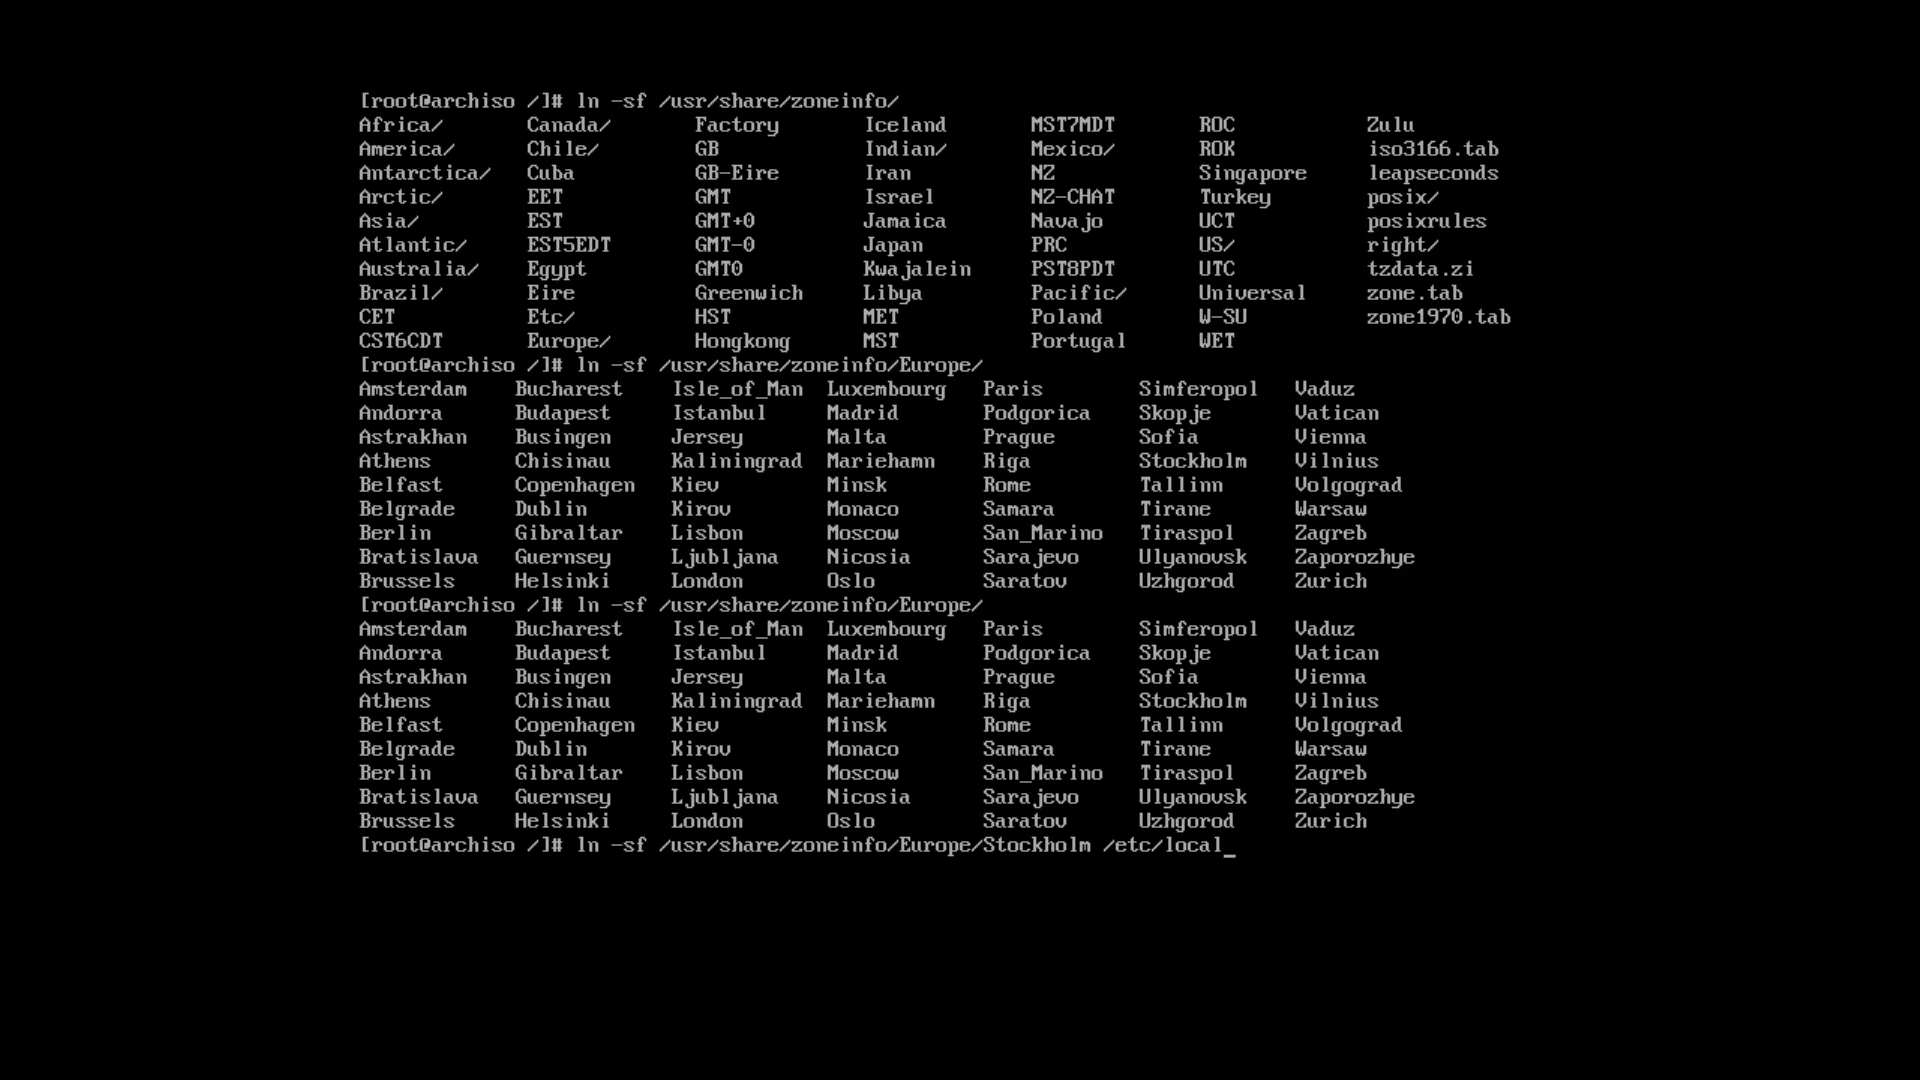 [root@archiso /]# ln -sf /usr/share/zoneinfo/
Africa/ Canada/ Factory Iceland MST7MDT ROC Zulu
America/ Chile/ GB Indian/ Mexico/ ROK iso3166.tab
Antarctica/ Cuba GB-Eire Iran NZ Singapore leapseconds
Arctic/ EET GMT Israel NZ-CHAT Turkey posix/
Asia/ EST GMT+0 Jamaica Navajo UCT posixrules
Atlantic/ EST5EDT GMT-0 Japan PRC US/ right/
Australia/ Egypt GMT0 Kwajalein PST8PDT UTC tzdata.zi
Brazil/ Eire Greenwich Libya Pacific/ Universal zone.tab
CET Etc/ HST MET Poland W-SU zone1970.tab
CST6CDT Europe/ Hongkong MST Portugal WET
[root@archiso /]# ln -sf /usr/share/zoneinfo/Europe/
Amsterdam Bucharest Isle_of_Man Luxembourg Paris Simferopol Vaduz
Andorra Budapest Istanbul Madrid Podgorica Skopje Vatican
Astrakhan Busingen Jersey Malta Prague Sofia Vienna
Athens Chisinau Kaliningrad Mariehamn Riga Stockholm Vilnius
Belfast Copenhagen Kiev Minsk Rome Tallinn Volgograd
Belgrade Dublin Kirov Monaco Samara Tirane Warsaw
Berlin Gibraltar Lisbon Moscow San_Marino Tiraspol Zagreb
Bratislava Guernsey Ljubljana Nicosia Sarajevo Ulyanovsk Zaporozhye
Brussels Helsinki London Oslo Saratov Uzhgorod Zurich
[root@archiso /]# ln -sf /usr/share/zoneinfo/Europe/
Amsterdam Bucharest Isle_of_Man Luxembourg Paris Simferopol Vaduz
Andorra Budapest Istanbul Madrid Podgorica Skopje Vatican
Astrakhan Busingen Jersey Malta Prague Sofia Vienna
Athens Chisinau Kaliningrad Mariehamn Riga Stockholm Vilnius
Belfast Copenhagen Kiev Minsk Rome Tallinn Volgograd
Belgrade Dublin Kirov Monaco Samara Tirane Warsaw
Berlin Gibraltar Lisbon Moscow San_Marino Tiraspol Zagreb
Bratislava Guernsey Ljubljana Nicosia Sarajevo Ulyanovsk Zaporozhye
Brussels Helsinki London Oslo Saratov Uzhgorod Zurich
[root@archiso /]# ln -sf /usr/share/zoneinfo/Europe/Stockholm /etc/local_